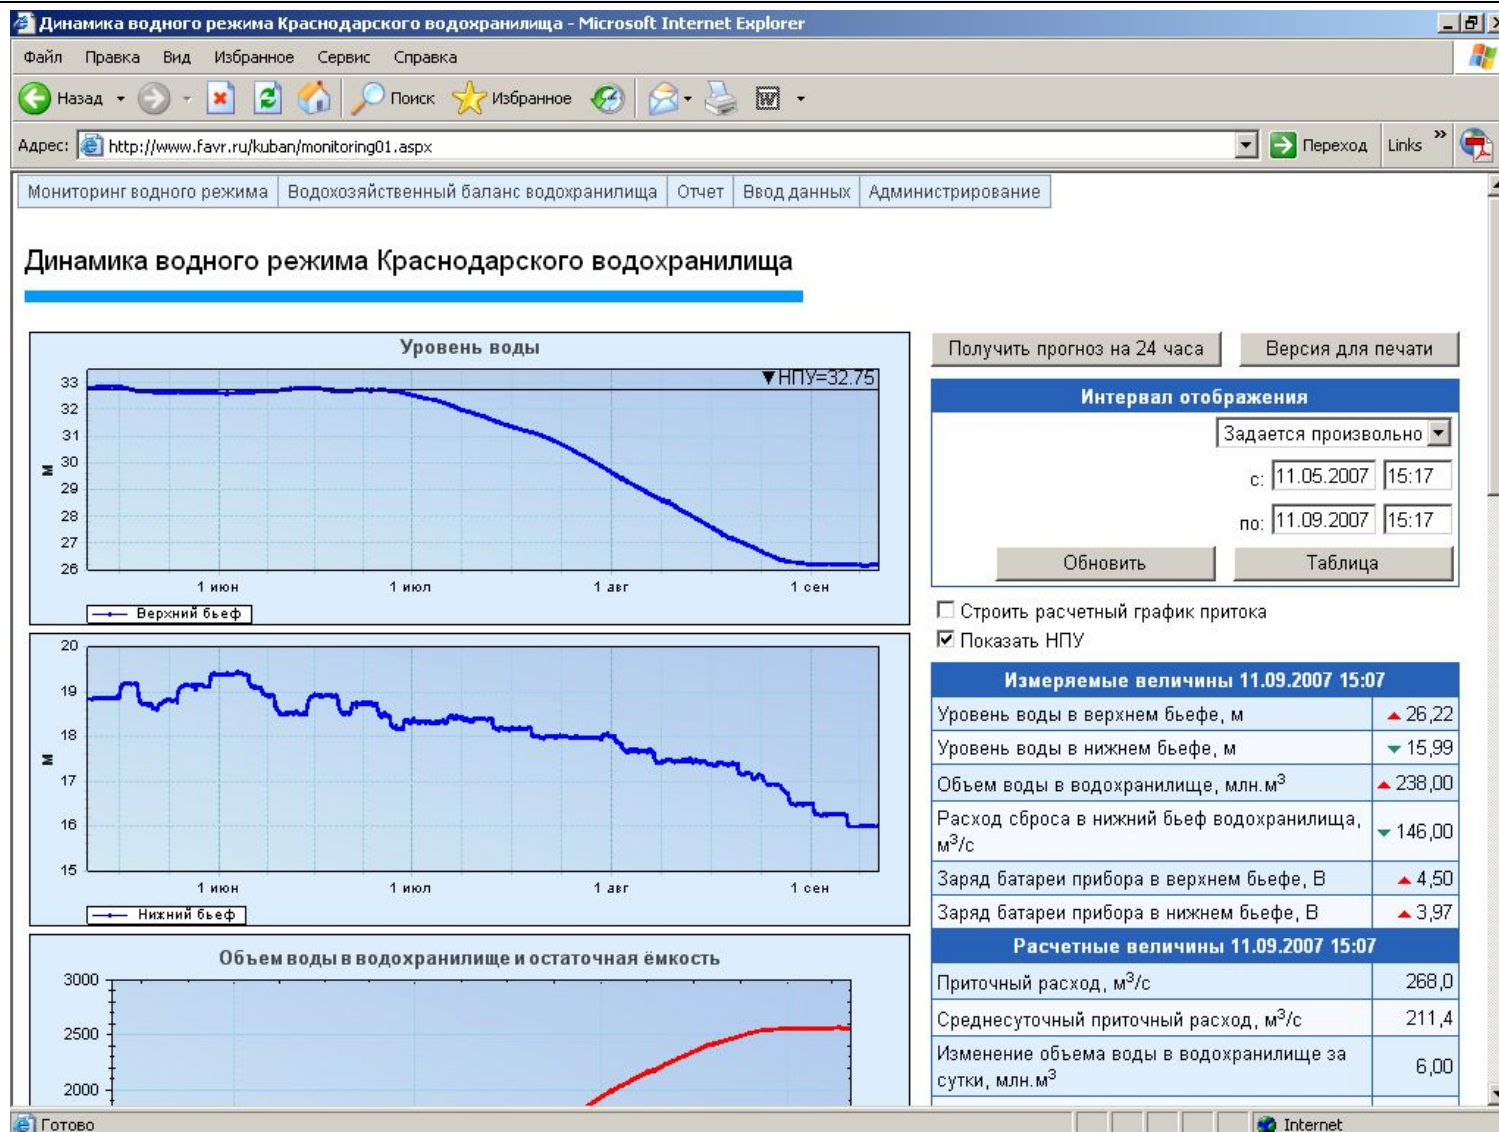 Динамика водного режима Краснодарского водохранилища - Microsoft Internet Explorer
Файл Правка Вид Избранное Сервис Справка
Назад Поиск Избранное
Адрес: http://www.favr.ru/kuban/monitoring01.aspx Переход Links »
Мониторинг водного режима Водохозяйственный баланс водохранилища Отчет Ввод данных Администрирование
Динамика водного режима Краснодарского водохранилища
Уровень воды
▼НПУ=32.75
33
32
31
30
29
28
27
26
м
1 июн 1 июл 1 авг 1 сен
Верхний бьеф
20
19
18
17
16
15
м
1 июн 1 июл 1 авг 1 сен
Нижний бьеф
Объем воды в водохранилище и остаточная ёмкость
3000
2500
2000
Получить прогноз на 24 часа Версия для печати
Интервал отображения
Задается произвольно
с: 11.05.2007 15:17
по: 11.09.2007 15:17
Обновить Таблица
Строить расчетный график притока
Показать НПУ
Измеряемые величины 11.09.2007 15:07
Уровень воды в верхнем бьефе, м ▲ 26,22
Уровень воды в нижнем бьефе, м ▼ 15,99
Объем воды в водохранилище, млн.м³ ▲ 238,00
Расход сброса в нижний бьеф водохранилища,
м³/с ▼ 146,00
Заряд батареи прибора в верхнем бьефе, В ▲ 4,50
Заряд батареи прибора в нижнем бьефе, В ▲ 3,97
Расчетные величины 11.09.2007 15:07
Приточный расход, м³/с 268,0
Среднесуточный приточный расход, м³/с 211,4
Изменение объема воды в водохранилище за
сутки, млн.м³ 6,00
Готово Internet